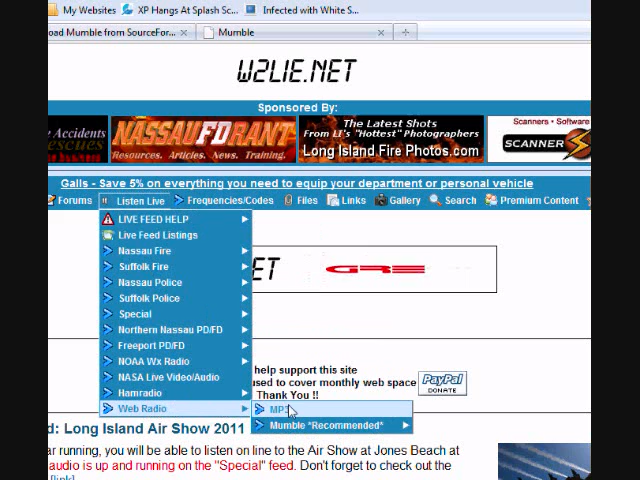 My Websites XP Hangs At Splash Sc... Infected with White S...
oad Mumble from SourceFor... Mumble
W2LIE.NET
Sponsored By:
Accidents
Rescues
NASSAUFDRANT
Resources. Articles. News. Training.
The Latest Shots
From LI's "Hottest" Photographers
Long Island Fire Photos.com
Scanners • Software
SCANNER
Galls - Save 5% on everything you need to equip your department or personal vehicle
Forums Listen Live Frequencies/Codes Files Links Gallery Search Premium Content
LIVE FEED HELP
Live Feed Listings
Nassau Fire
Suffolk Fire
Nassau Police
Suffolk Police
Special
Northern Nassau PD/FD
Freeport PD/FD
NOAA Wx Radio
NASA Live Video/Audio
Hamradio
Web Radio
MP3
Mumble *Recommended*
ET GRE
help support this site
used to cover monthly web space
Thank You !!
PayPal
DONATE
d: Long Island Air Show 2011
ar running, you will be able to listen on line to the Air Show at Jones Beach at
audio is up and running on the "Special" feed. Don't forget to check out the
[link]